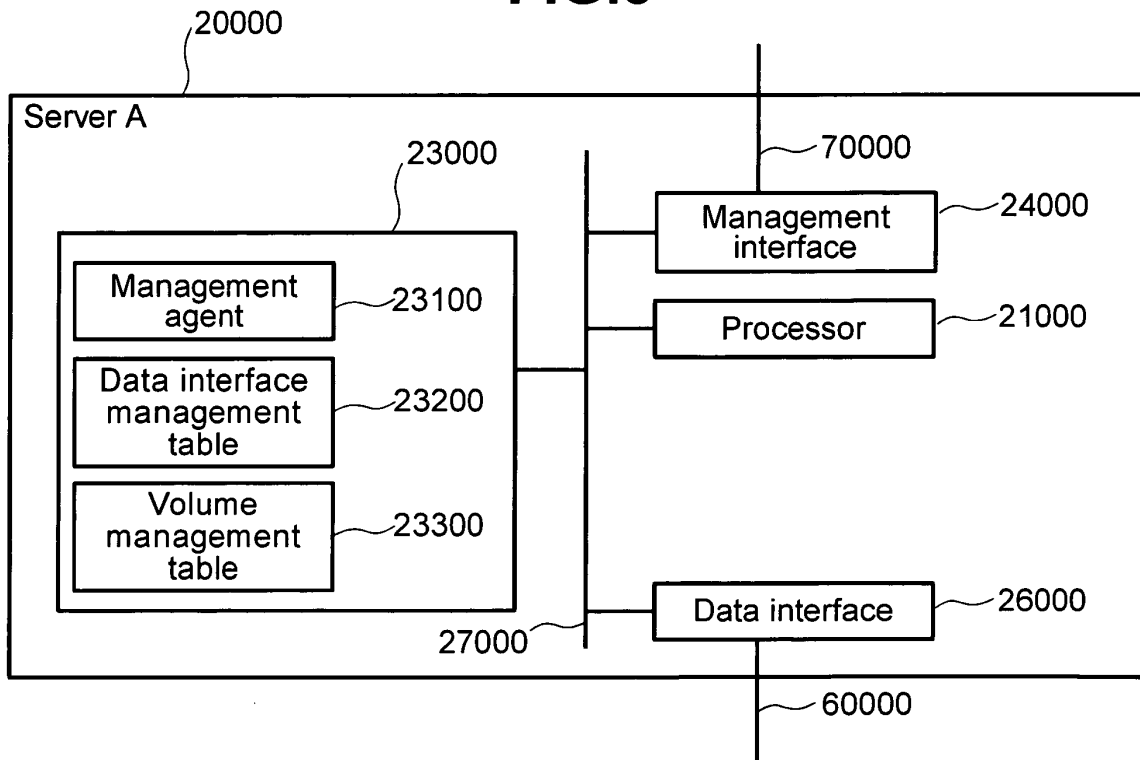 20000
Server A
23000
70000
Management
interface
24000
Management
agent
23100
Processor
21000
Data interface
management
table
23200
Volume
management
table
23300
27000
Data interface
26000
60000